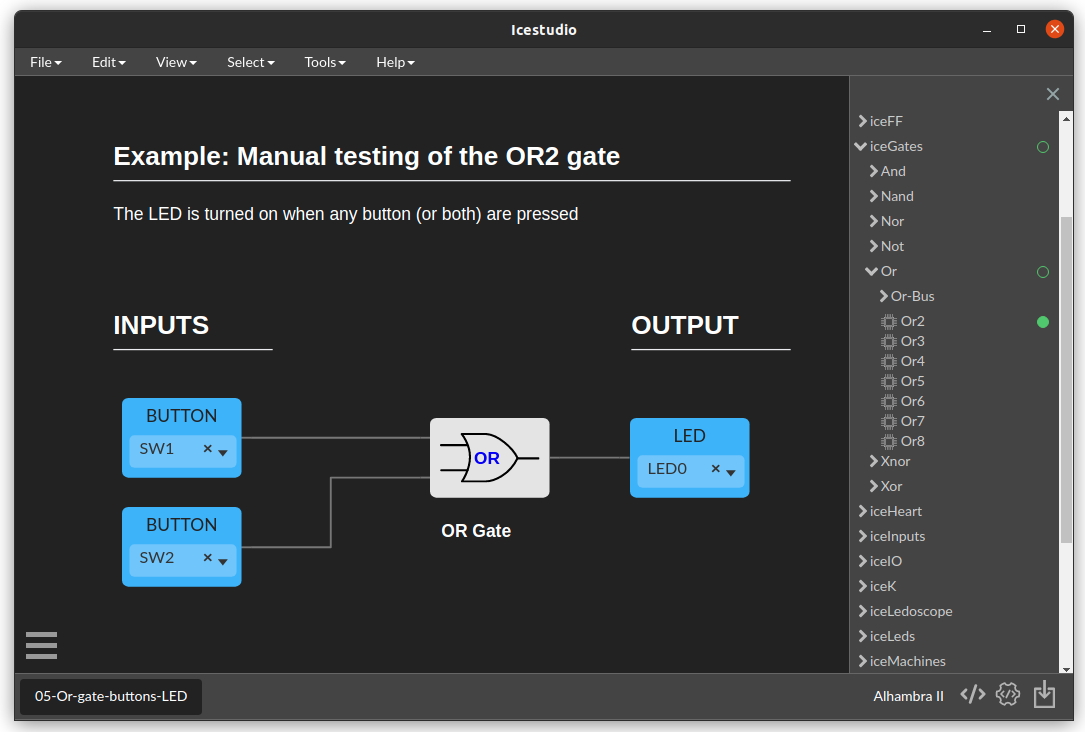 Icestudio
File Edit View Select Tools Help
Example: Manual testing of the OR2 gate
The LED is turned on when any button (or both) are pressed
INPUTS
OUTPUT
BUTTON
SW1
BUTTON
SW2
OR
OR Gate
LED
LED0
iceFF
iceGates
And
Nand
Nor
Not
Or
Or-Bus
Or2
Or3
Or4
Or5
Or6
Or7
Or8
Xnor
Xor
iceHeart
iceInputs
iceIO
iceK
iceLedoscope
iceLeds
iceMachines
05-Or-gate-buttons-LED
Alhambra II